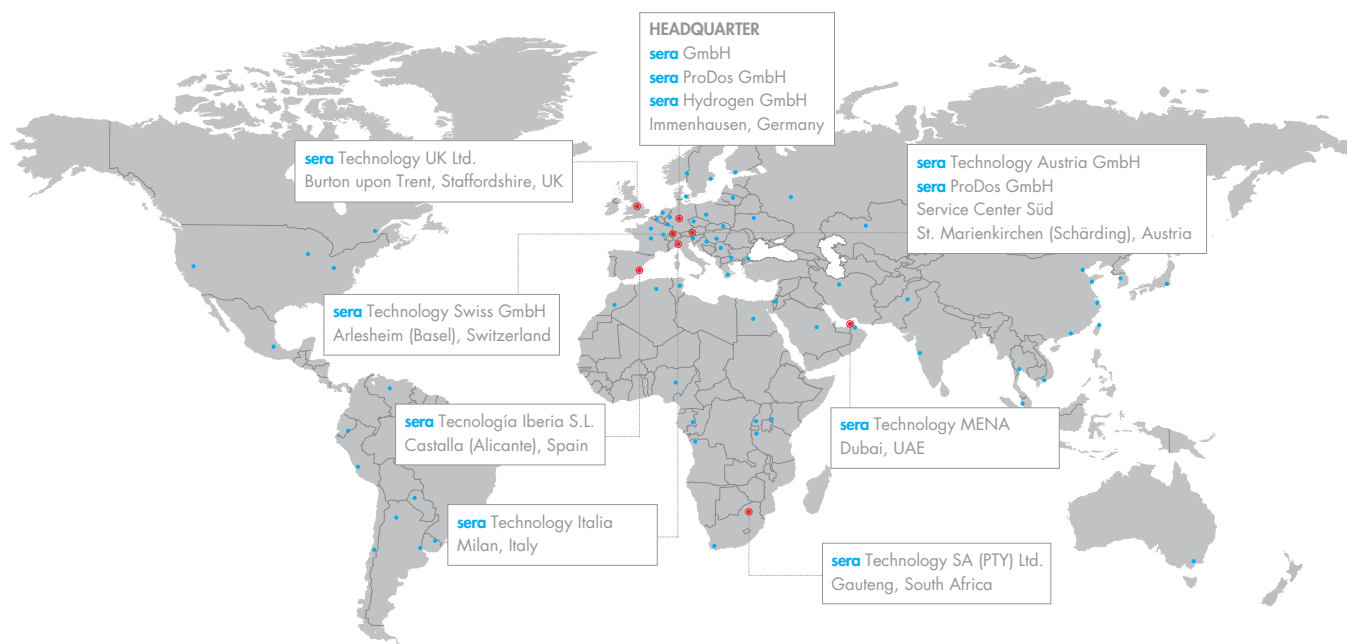 HEADQUARTER
sera GmbH
sera ProDos GmbH
sera Hydrogen GmbH
Immenhausen, Germany
sera Technology UK Ltd.
Burton upon Trent, Staffordshire, UK
sera Technology Austria GmbH
sera ProDos GmbH
Service Center Süd
St. Marienkirchen (Schärding), Austria
sera Technology Swiss GmbH
Arlesheim (Basel), Switzerland
sera Tecnología Iberia S.L.
Castalla (Alicante), Spain
sera Technology MENA
Dubai, UAE
sera Technology Italia
Milan, Italy
sera Technology SA (PTY) Ltd.
Gauteng, South Africa